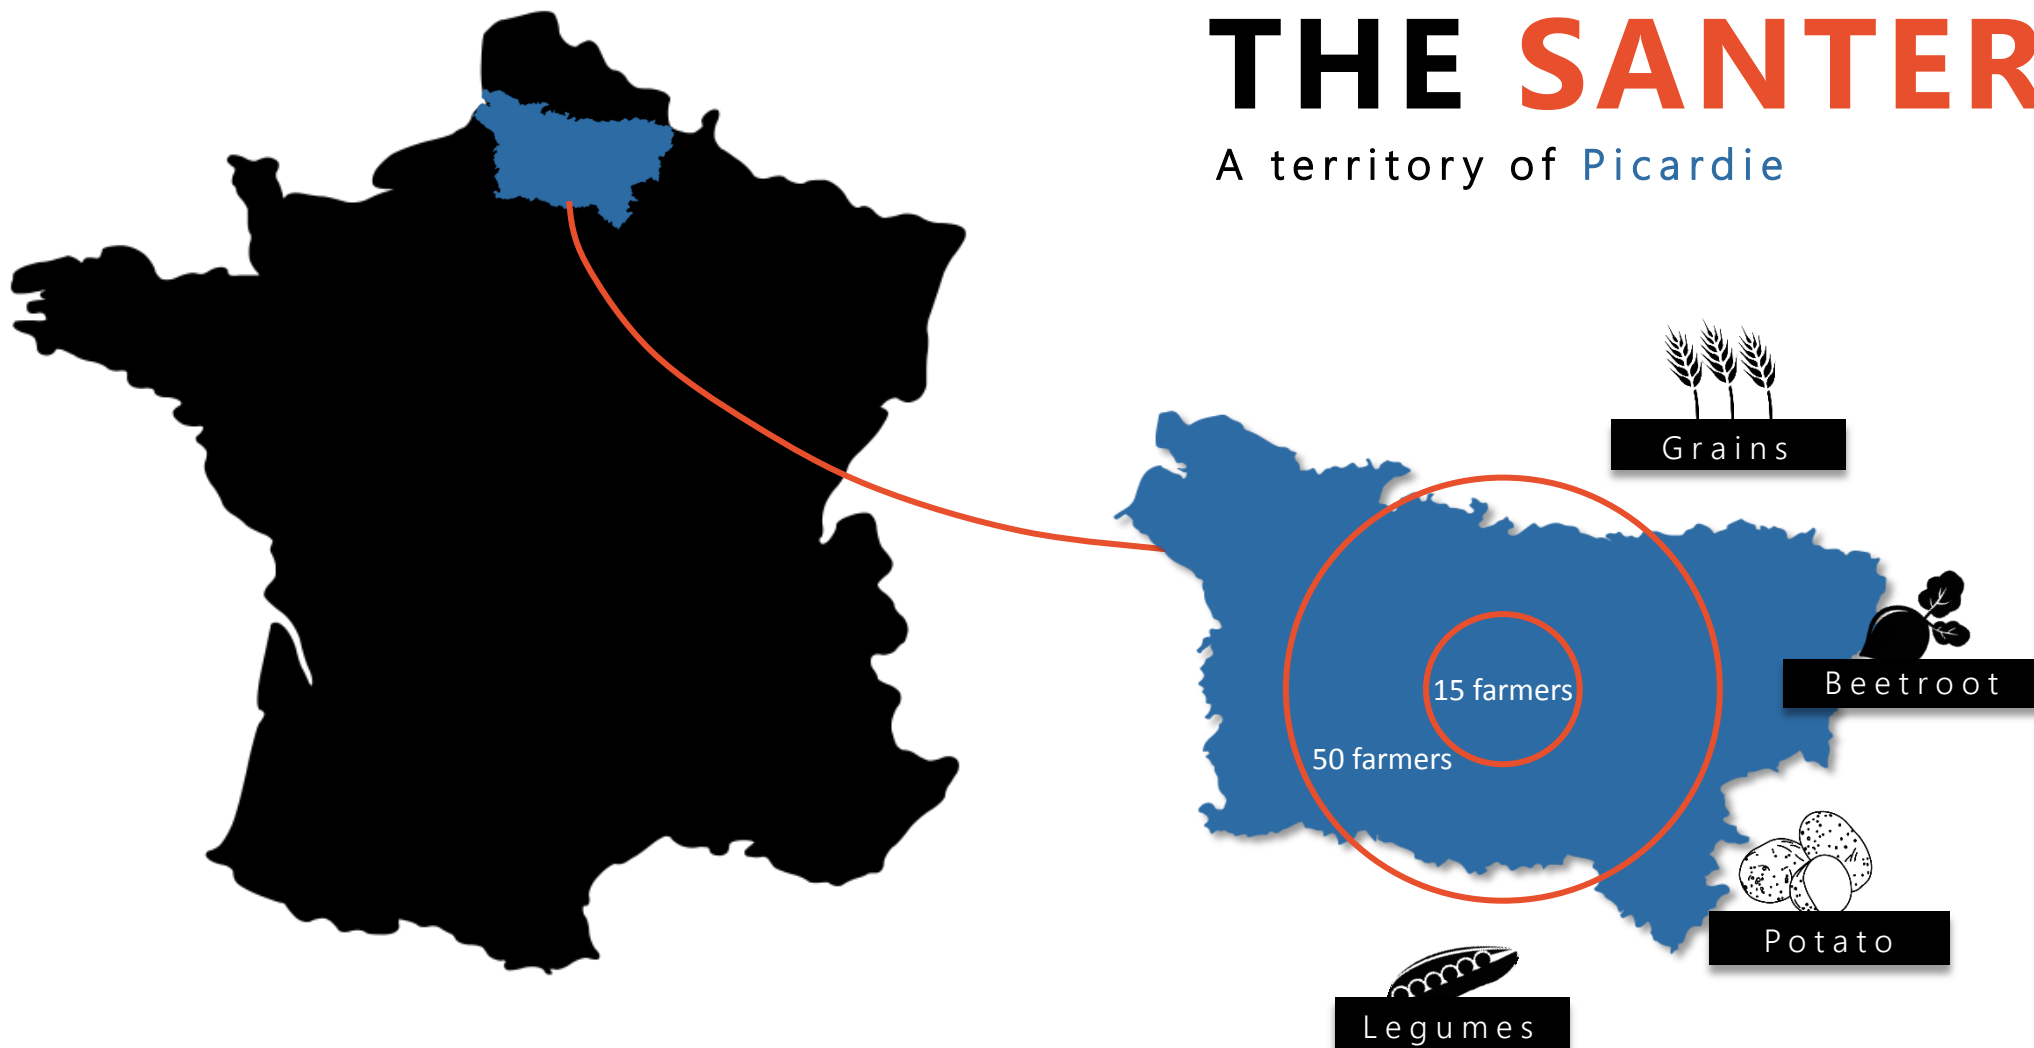 THE SANTER
A territory of Picardie
Grains
Beetroot
15 farmers
50 farmers
Potato
Legumes